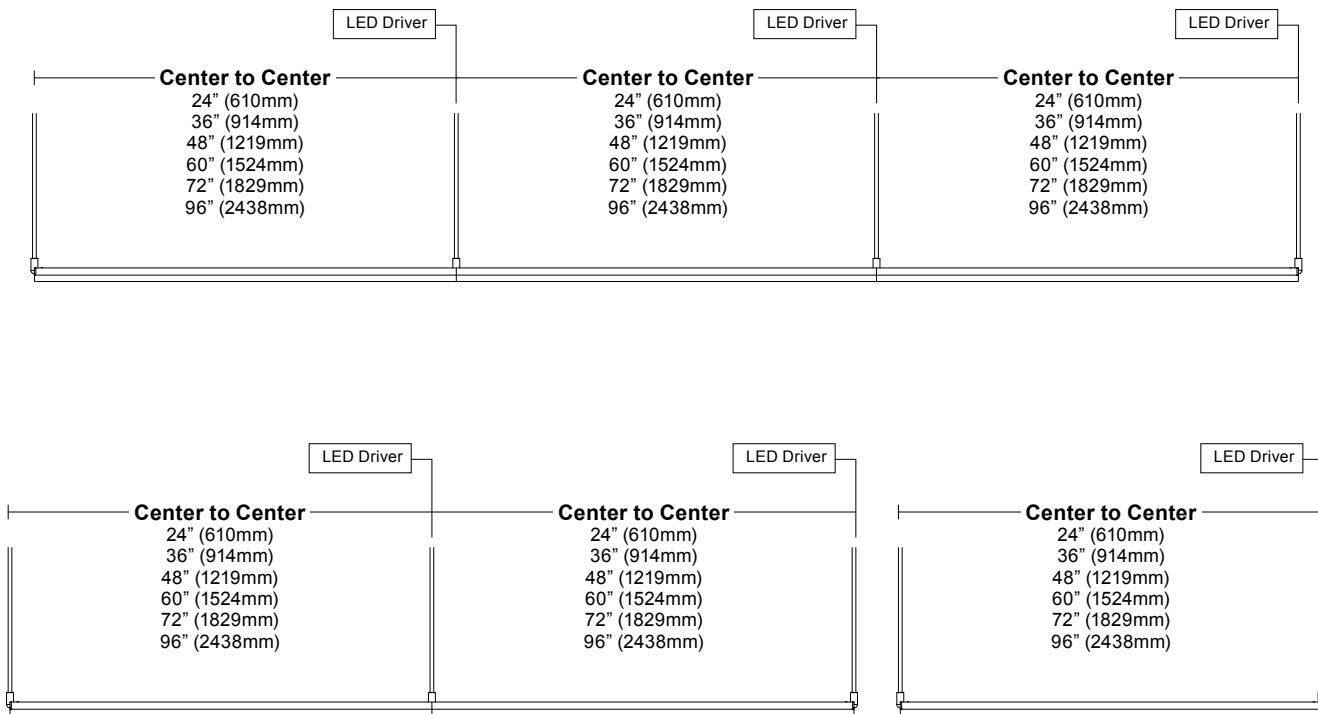 LED Driver
LED Driver
LED Driver
Center to Center
24” (610mm)
36” (914mm)
48” (1219mm)
60” (1524mm)
72” (1829mm)
96” (2438mm)
Center to Center
24” (610mm)
36” (914mm)
48” (1219mm)
60” (1524mm)
72” (1829mm)
96” (2438mm)
Center to Center
24” (610mm)
36” (914mm)
48” (1219mm)
60” (1524mm)
72” (1829mm)
96” (2438mm)
LED Driver
LED Driver
LED Driver
Center to Center
24” (610mm)
36” (914mm)
48” (1219mm)
60” (1524mm)
72” (1829mm)
96” (2438mm)
Center to Center
24” (610mm)
36” (914mm)
48” (1219mm)
60” (1524mm)
72” (1829mm)
96” (2438mm)
Center to Center
24” (610mm)
36” (914mm)
48” (1219mm)
60” (1524mm)
72” (1829mm)
96” (2438mm)